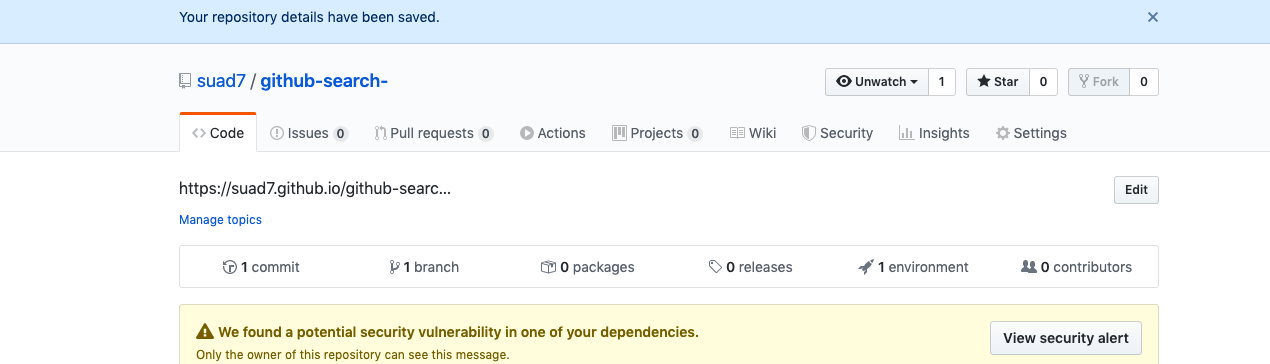 Your repository details have been saved.
suad7 / github-search-
Unwatch 1 Star 0 Fork 0
Code Issues 0 Pull requests 0 Actions Projects 0 Wiki Security Insights Settings
https://suad7.github.io/github-searc... Edit
Manage topics
1 commit 1 branch 0 packages 0 releases 1 environment 0 contributors
We found a potential security vulnerability in one of your dependencies.
View security alert
Only the owner of this repository can see this message.